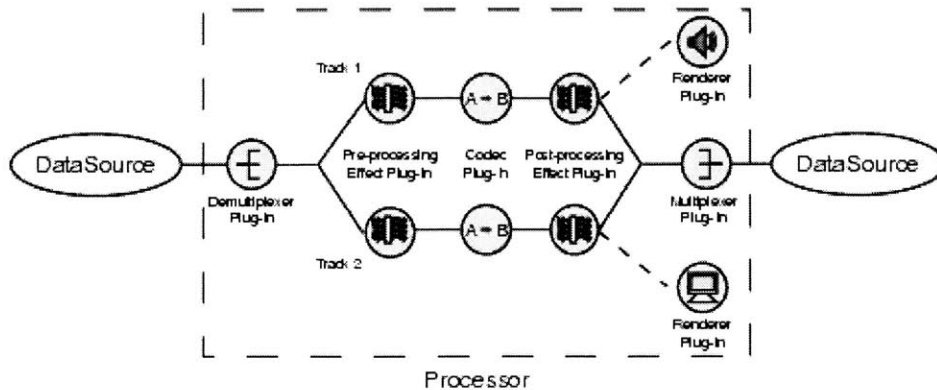 Track 1
Renderer
Plug-In
A → B
DataSource
Pre-processing
Effect Plug-In
Codec
Plug-In
Post-processing
Effect Plug-In
DataSource
Demultiplexer
Plug-In
Multiplexer
Plug-In
A → B
Track 2
Renderer
Plug-In
Processor